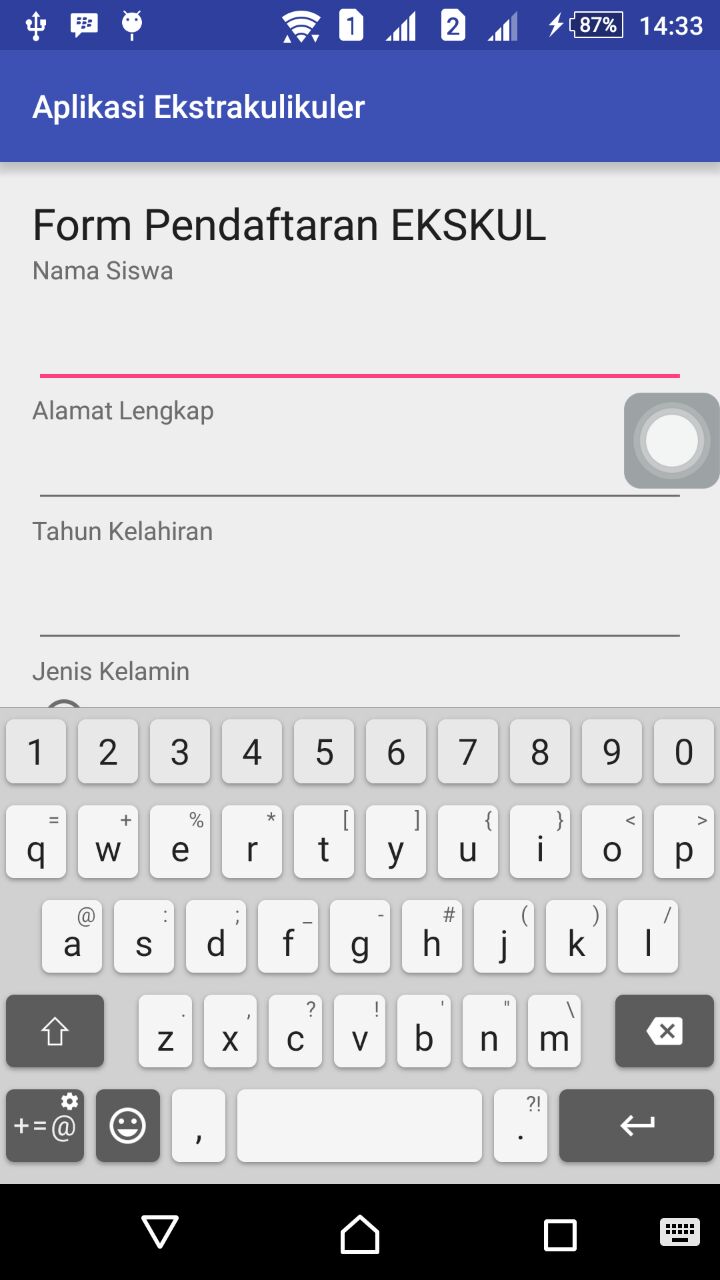 1 2 87% 14:33
Aplikasi Ekstrakulikuler
Form Pendaftaran EKSKUL
Nama Siswa
Alamat Lengkap
Tahun Kelahiran
Jenis Kelamin
1 2 3 4 5 6 7 8 9 0
= + % * [ ] { } < >
q w e r t y u i o p
@ : ; _ - # ( ) /
a s d f g h j k l
. , ? ! ' " \
z x c v b n m
?!
+=@ , .